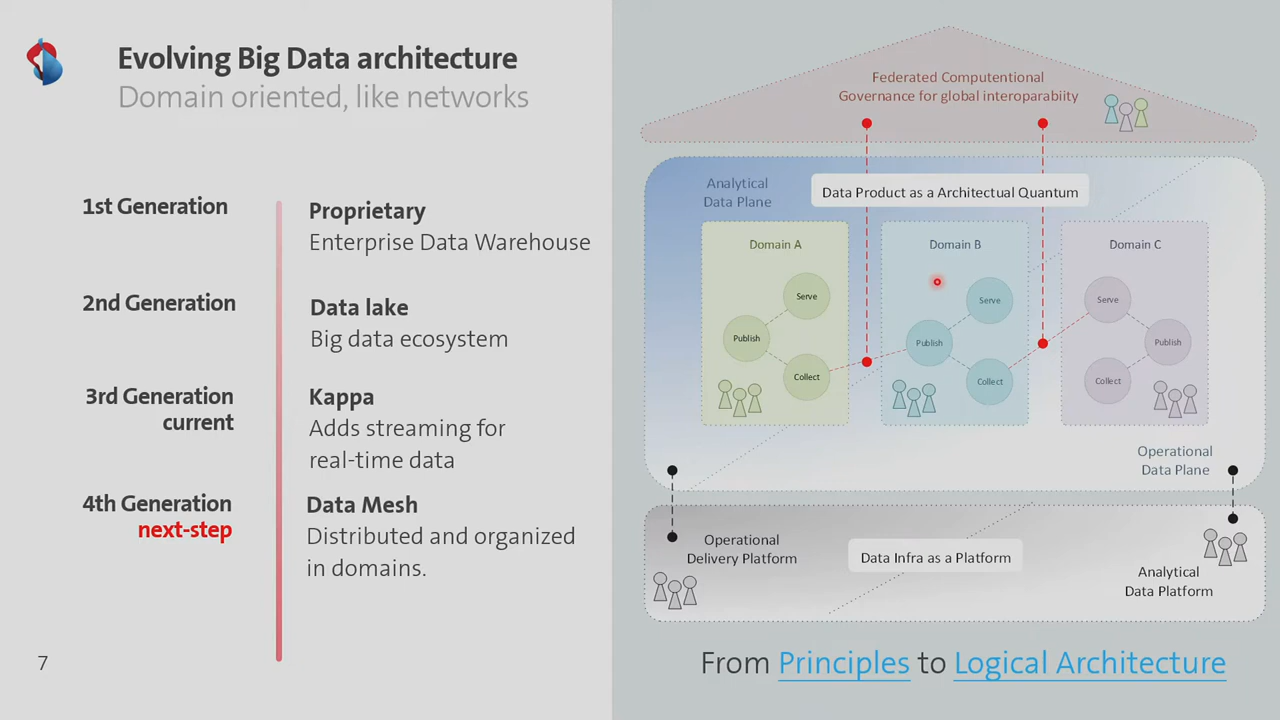 Evolving Big Data architecture
Domain oriented, like networks
1st Generation
Proprietary
Enterprise Data Warehouse
2nd Generation
Data lake
Big data ecosystem
3rd Generation
current
Kappa
Adds streaming for
real-time data
4th Generation
next-step
Data Mesh
Distributed and organized
in domains.
7
Federated Computentional
Governance for global interoparabiity
Analytical
Data Plane
Data Product as a Architectual Quantum
Domain A
Serve
Publish
Collect
Domain B
Serve
Publish
Collect
Domain C
Serve
Publish
Collect
Operational
Data Plane
Operational
Delivery Platform
Data Infra as a Platform
Analytical
Data Platform
From Principles to Logical Architecture